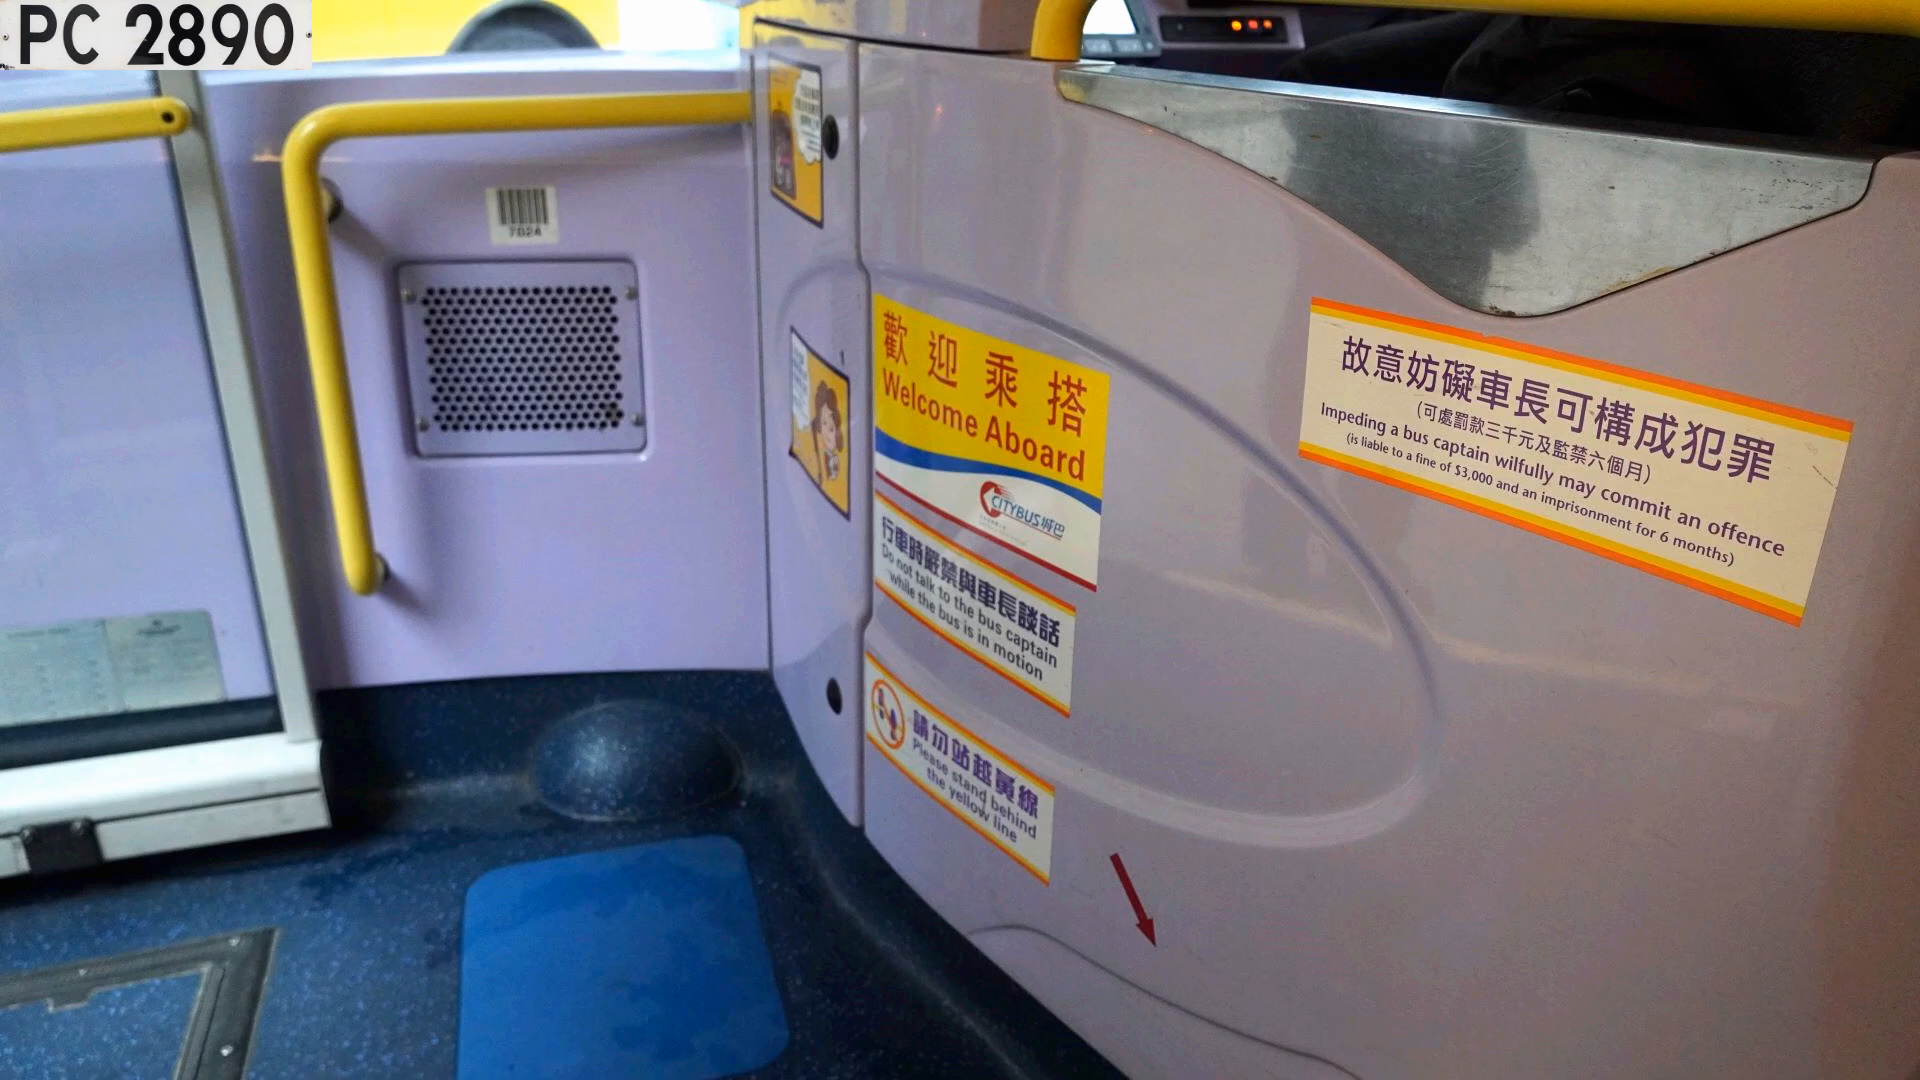 PC 2890
7024
歡迎乘搭
Welcome Aboard
CITYBUS城巴
行車時嚴禁與車長談話
Do not talk to the bus captain
while the bus is in motion
請勿站越黃線
Please stand behind
the yellow line
故意妨礙車長可構成犯罪
(可處罰款三千元及監禁六個月)
Impeding a bus captain wilfully may commit an offence
(is liable to a fine of $3,000 and an imprisonment for 6 months)